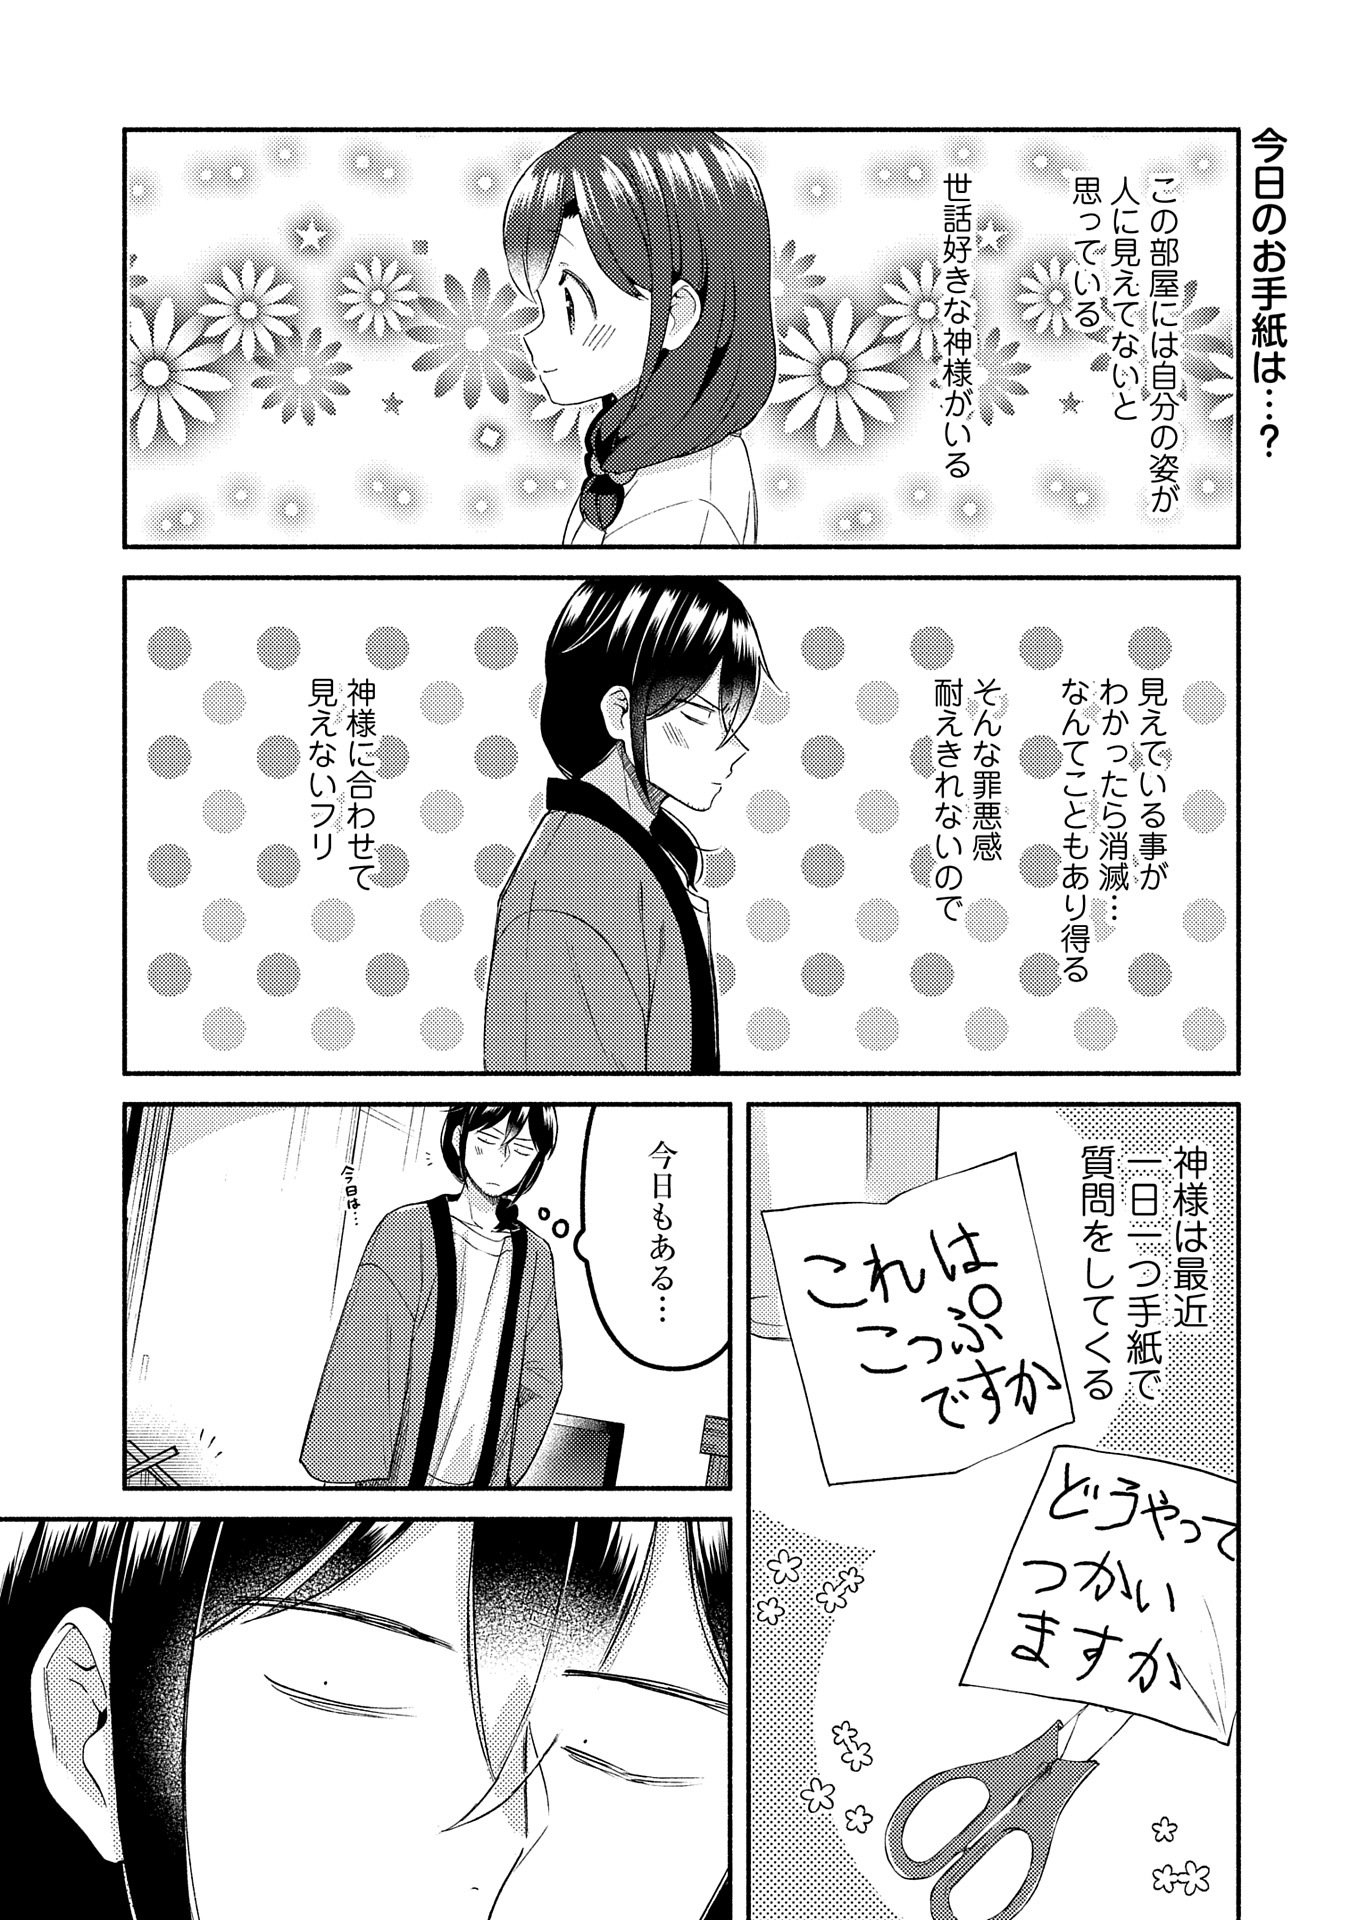 今日のお手紙は…?
この部屋には自分の姿が
人に見えてないと
思っている
世話好きな神様がいる
見えている事が
わかったら消滅…
なんてこともあり得る
そんな罪悪感
耐えきれないので
神様に合わせて
見えないフリ
神様は最近
一日一つ手紙で
質問をしてくる
これは
こっぷ
ですか
どうやって
つかい
ますか
今日もある…
今日は…